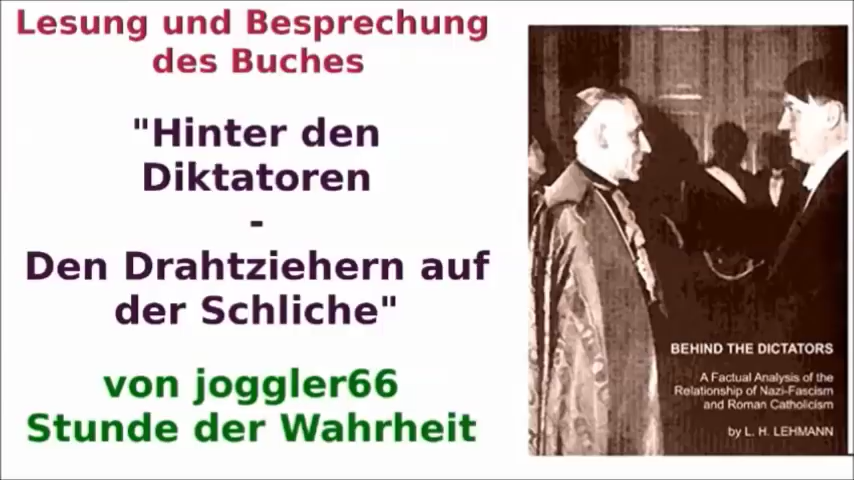 Lesung und Besprechung
des Buches
"Hinter den
Diktatoren
-
Den Drahtziehern auf
der Schliche"
von joggler66
Stunde der Wahrheit
BEHIND THE DICTATORS
A Factual Analysis of the
Relationship of Nazi-Fascism
and Roman Catholicism
by L. H. LEHMANN